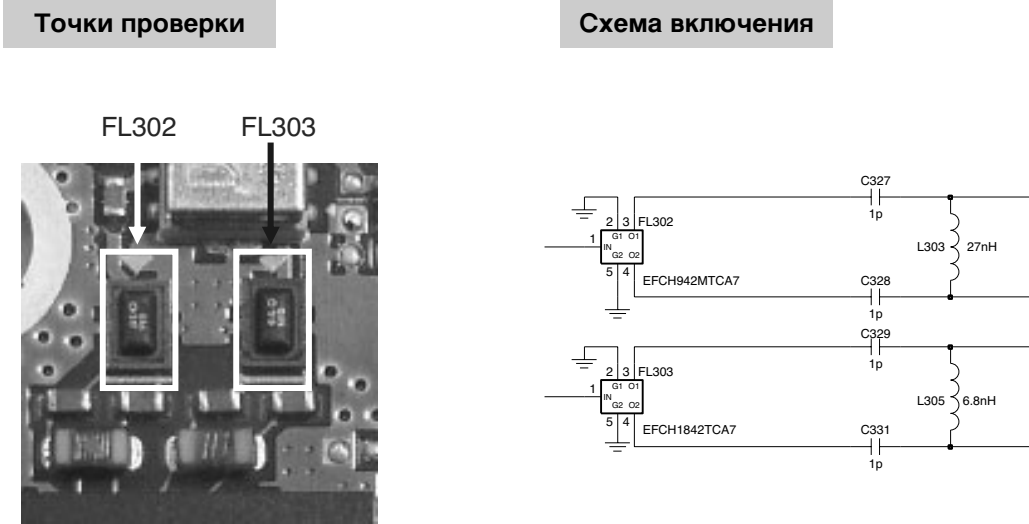 Точки проверки
Схема включения
FL302 FL303
C327
1p
2 3 FL302
G1 O1
1 IN
G2 O2
5 4
EFCH942MTCA7
L303 27nH
C328
1p
C329
1p
2 3 FL303
G1 O1
1 IN
G2 O2
5 4
EFCH1842TCA7
L305 6.8nH
C331
1p